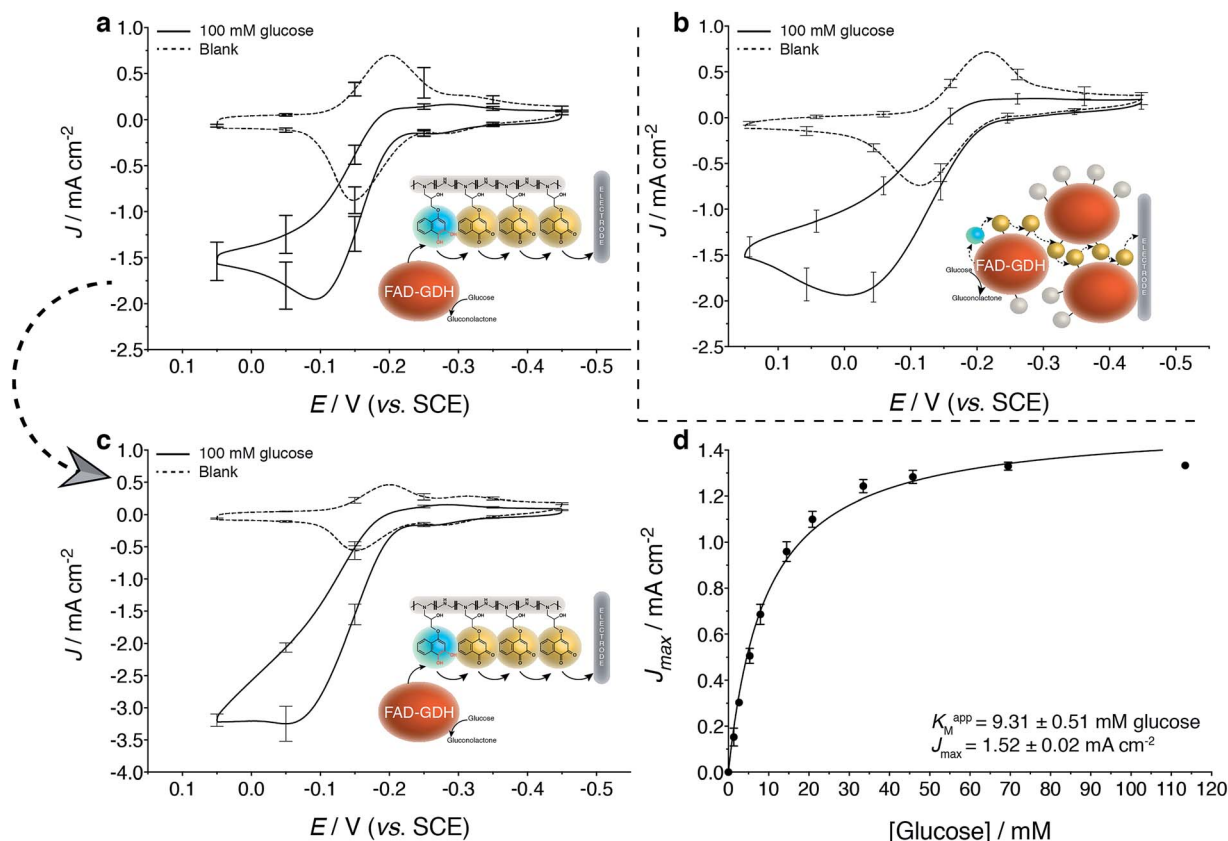 a
100 mM glucose
Blank
1.0
0.5
0.0
-0.5
-1.0
-1.5
-2.0
-2.5
J / mA cm-2
0.1 0.0 -0.1 -0.2 -0.3 -0.4 -0.5
E / V (vs. SCE)
OH OH OH OH
ELECTRODE
FAD-GDH
Glucose
Gluconolactone
b
100 mM glucose
Blank
1.0
0.5
0.0
-0.5
-1.0
-1.5
-2.0
-2.5
J / mA cm-2
0.1 0.0 -0.1 -0.2 -0.3 -0.4 -0.5
E / V (vs. SCE)
FAD-GDH
Glucose
Gluconolactone
ELECTRODE
c
100 mM glucose
Blank
1.0
0.5
0.0
-0.5
-1.0
-1.5
-2.0
-2.5
-3.0
-3.5
-4.0
J / mA cm-2
0.1 0.0 -0.1 -0.2 -0.3 -0.4 -0.5
E / V (vs. SCE)
OH OH OH OH
ELECTRODE
FAD-GDH
Glucose
Gluconolactone
d
1.4
1.2
1.0
0.8
0.6
0.4
0.2
0.0
Jmax / mA cm-2
KMapp = 9.31 ± 0.51 mM glucose
Jmax = 1.52 ± 0.02 mA cm-2
0 10 20 30 40 50 60 70 80 90 100 110 120
[Glucose] / mM